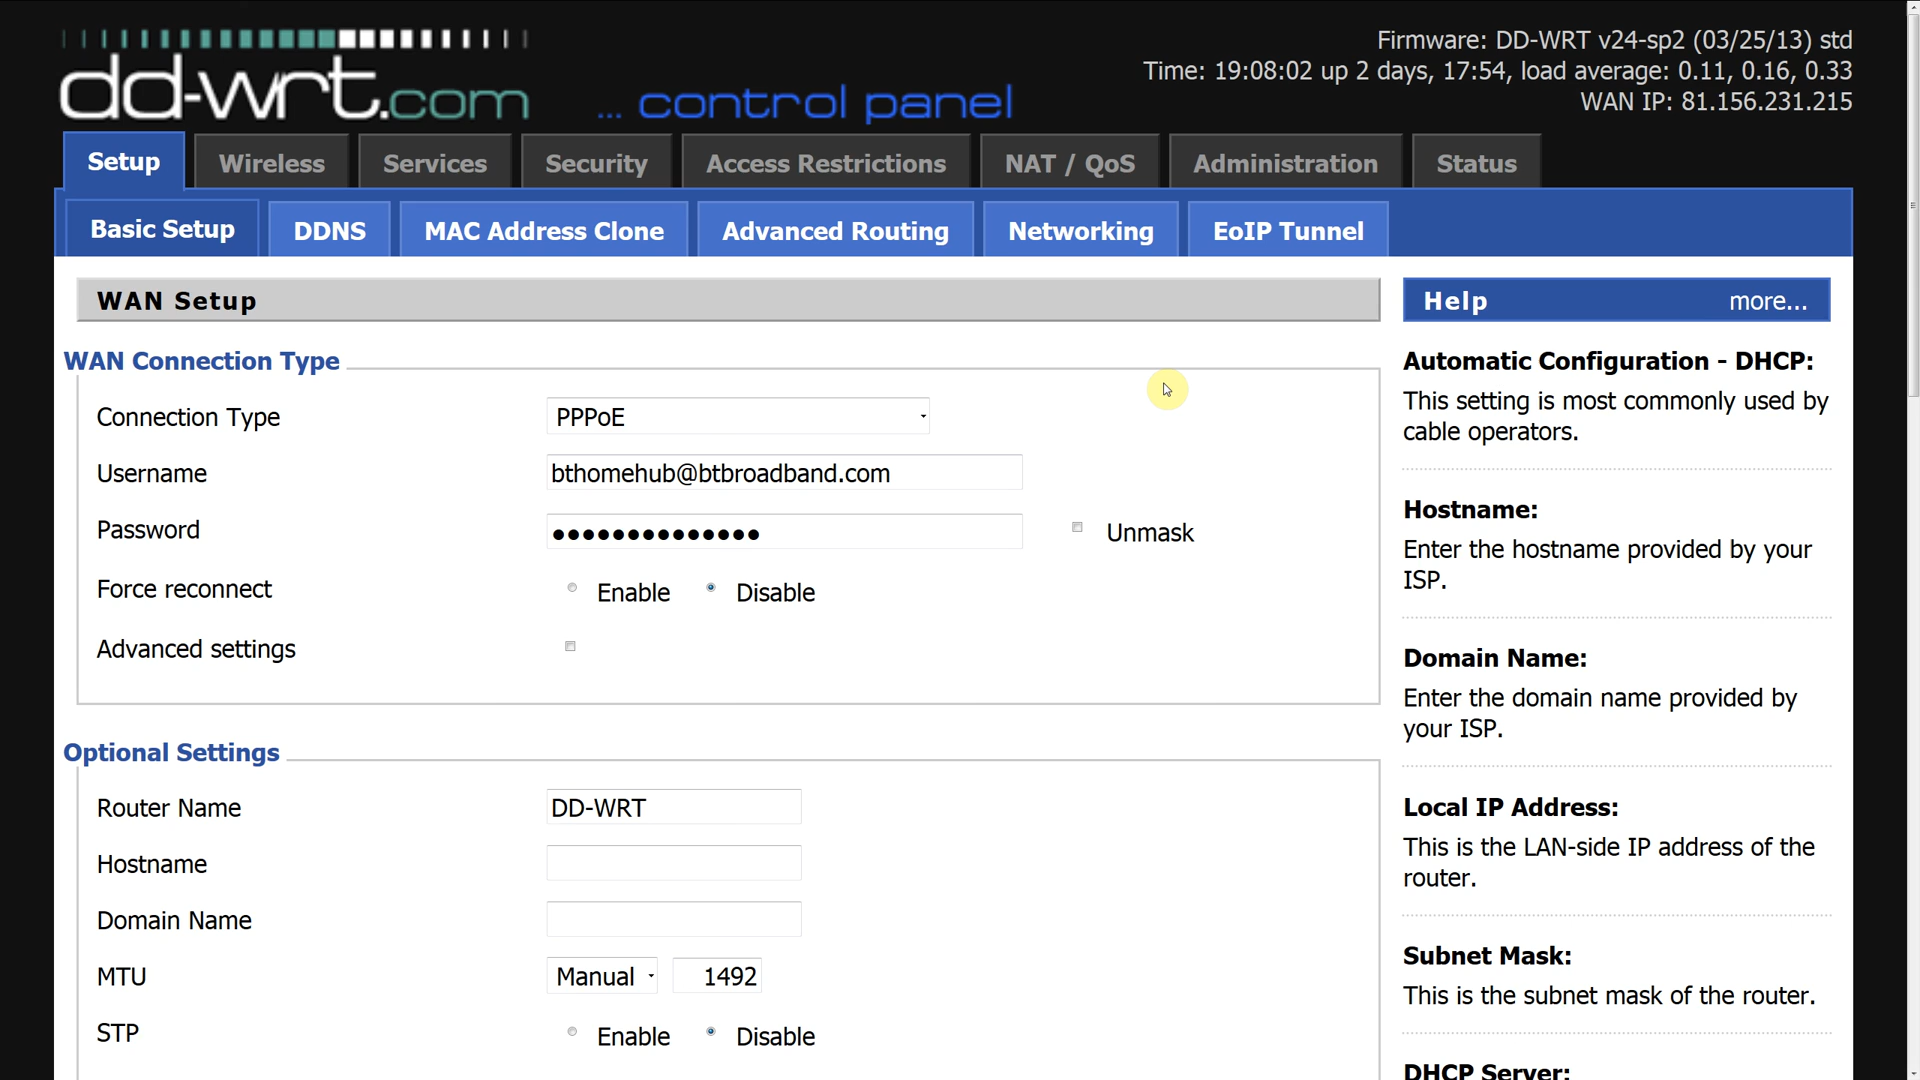 dd-wrt.com ... control panel
Firmware: DD-WRT v24-sp2 (03/25/13) std
Time: 19:08:02 up 2 days, 17:54, load average: 0.11, 0.16, 0.33
WAN IP: 81.156.231.215
Setup Wireless Services Security Access Restrictions NAT / QoS Administration Status
Basic Setup DDNS MAC Address Clone Advanced Routing Networking EoIP Tunnel
WAN Setup
WAN Connection Type
Connection Type PPPoE
Username bthomehub@btbroadband.com
Password ●●●●●●●●●●●●●● Unmask
Force reconnect Enable Disable
Advanced settings
Optional Settings
Router Name DD-WRT
Hostname
Domain Name
MTU Manual 1492
STP Enable Disable
Help more...
Automatic Configuration - DHCP:
This setting is most commonly used by
cable operators.
Hostname:
Enter the hostname provided by your
ISP.
Domain Name:
Enter the domain name provided by
your ISP.
Local IP Address:
This is the LAN-side IP address of the
router.
Subnet Mask:
This is the subnet mask of the router.
DHCP Server: